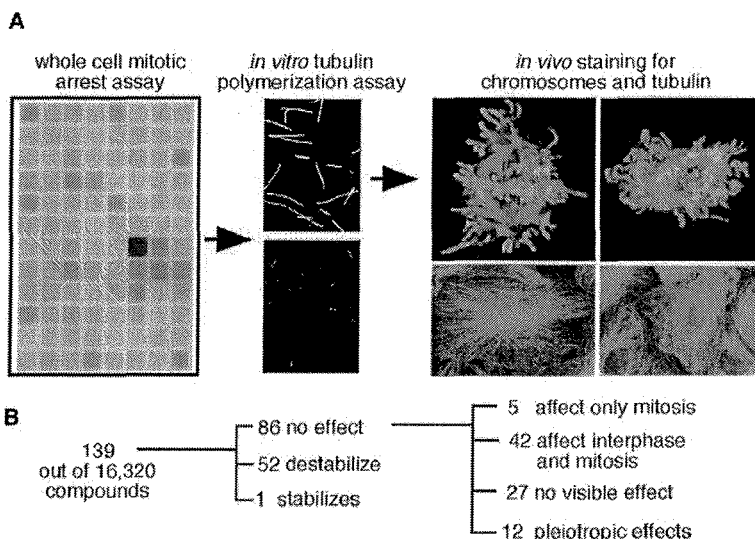 A
whole cell mitotic
arrest assay
in vitro tubulin
polymerization assay
in vivo staining for
chromosomes and tubulin
B
139
out of 16,320
compounds
86 no effect
52 destabilize
1 stabilizes
5 affect only mitosis
42 affect interphase
and mitosis
27 no visible effect
12 pleiotropic effects